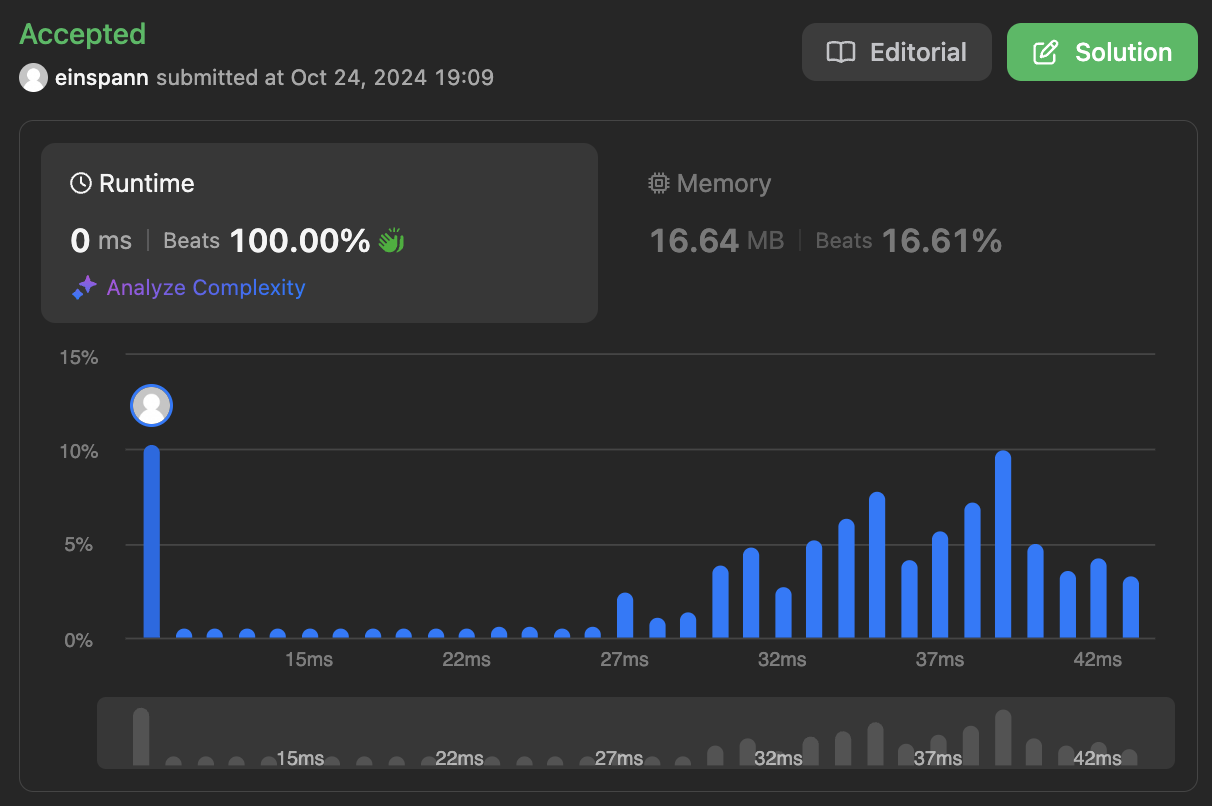 Accepted
einspann submitted at Oct 24, 2024 19:09
Editorial
Solution
Runtime
0 ms | Beats 100.00%
Analyze Complexity
Memory
16.64 MB | Beats 16.61%
15%
10%
5%
0%
15ms 22ms 27ms 32ms 37ms 42ms
15ms 22ms 27ms 32ms 37ms 42ms